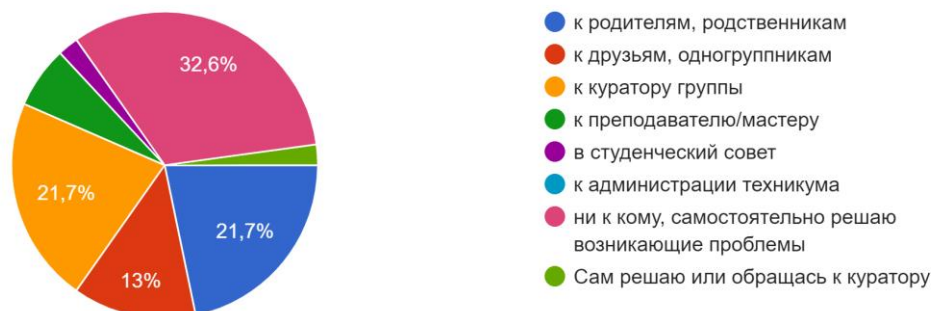 32,6%
21,7%
21,7%
13%
к родителям, родственникам
к друзьям, одногруппникам
к куратору группы
к преподавателю/мастеру
в студенческий совет
к администрации техникума
ни к кому, самостоятельно решаю
возникающие проблемы
Сам решаю или обращась к куратору